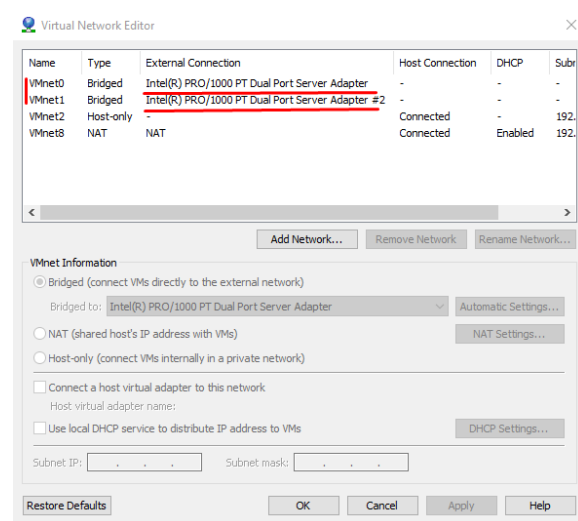 Virtual Network Editor
Name Type External Connection Host Connection DHCP Subr
VMnet0 Bridged Intel(R) PRO/1000 PT Dual Port Server Adapter - - -
VMnet1 Bridged Intel(R) PRO/1000 PT Dual Port Server Adapter #2 - - -
VMnet2 Host-only - Connected - 192.
VMnet8 NAT NAT Connected Enabled 192.
Add Network... Remove Network Rename Network...
VMnet Information
Bridged (connect VMs directly to the external network)
Bridged to: Intel(R) PRO/1000 PT Dual Port Server Adapter Automatic Settings...
NAT (shared host's IP address with VMs) NAT Settings...
Host-only (connect VMs internally in a private network)
Connect a host virtual adapter to this network
Host virtual adapter name:
Use local DHCP service to distribute IP address to VMs DHCP Settings...
Subnet IP: . . . Subnet mask: . . .
Restore Defaults OK Cancel Apply Help